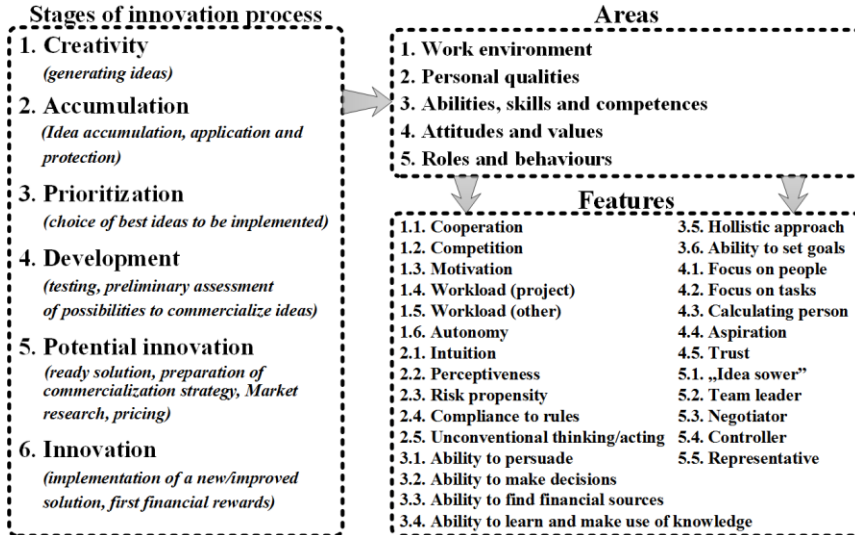 Stages of innovation process
1. Creativity
(generating ideas)
2. Accumulation
(Idea accumulation, application and
protection)
3. Prioritization
(choice of best ideas to be implemented)
4. Development
(testing, preliminary assessment
of possibilities to commercialize ideas)
5. Potential innovation
(ready solution, preparation of
commercialization strategy, Market
research, pricing)
6. Innovation
(implementation of a new/improved
solution, first financial rewards)
Areas
1. Work environment
2. Personal qualities
3. Abilities, skills and competences
4. Attitudes and values
5. Roles and behaviours
Features
1.1. Cooperation
1.2. Competition
1.3. Motivation
1.4. Workload (project)
1.5. Workload (other)
1.6. Autonomy
2.1. Intuition
2.2. Perceptiveness
2.3. Risk propensity
2.4. Compliance to rules
2.5. Unconventional thinking/acting
3.1. Ability to persuade
3.2. Ability to make decisions
3.3. Ability to find financial sources
3.4. Ability to learn and make use of knowledge
3.5. Hollistic approach
3.6. Ability to set goals
4.1. Focus on people
4.2. Focus on tasks
4.3. Calculating person
4.4. Aspiration
4.5. Trust
5.1. „Idea sower”
5.2. Team leader
5.3. Negotiator
5.4. Controller
5.5. Representative